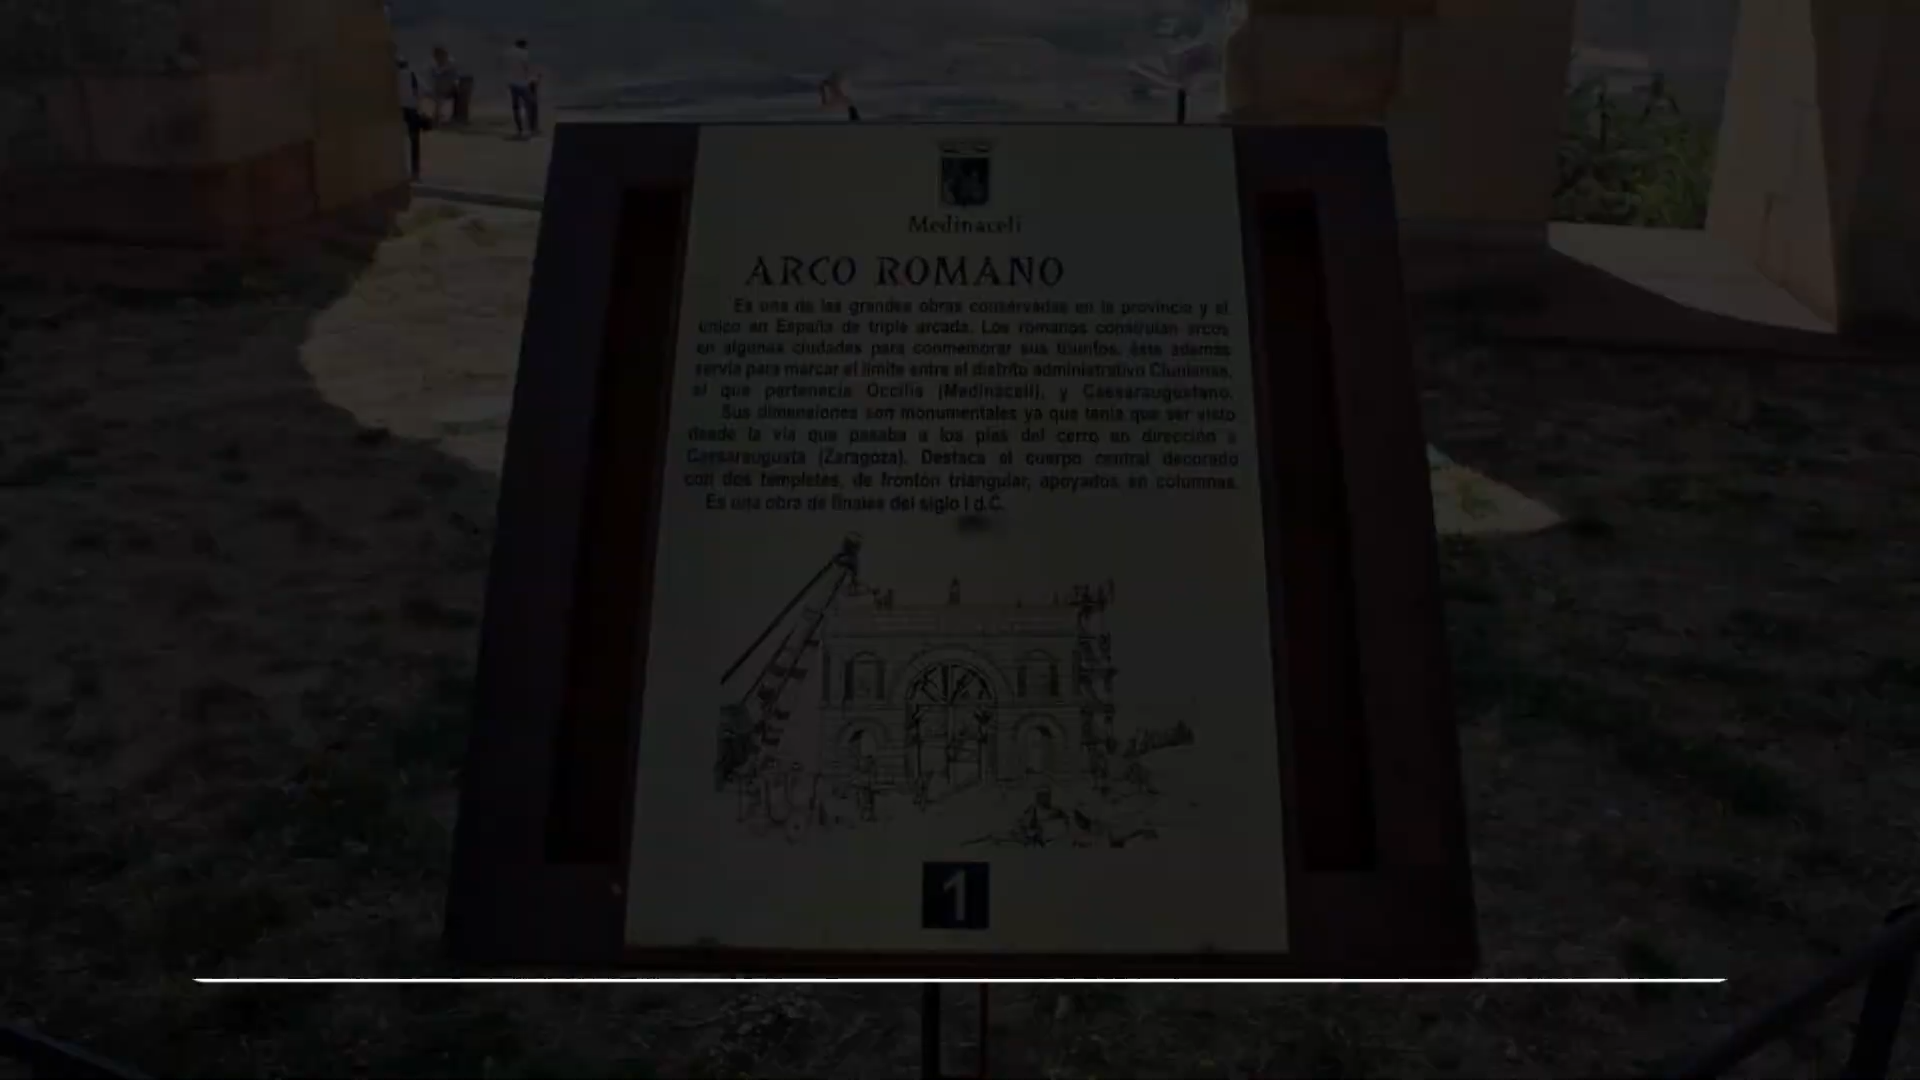 Medinaceli
ARCO ROMANO
Es una de las grandes obras conservadas en la provincia y el
único en España de triple arcada. Los romanos construían arcos
en algunas ciudades para conmemorar sus triunfos, éste además
servía para marcar el límite entre el distrito administrativo Cluniense,
al que pertenecía Occilis (Medinaceli), y Caesaraugustano.
Sus dimensiones son monumentales ya que tenía que ser visto
desde la vía que pasaba a los pies del cerro en dirección a
Caesaraugusta (Zaragoza). Destaca el cuerpo central decorado
con dos templetes, de frontón triangular, apoyados en columnas.
Es una obra de finales del siglo I d.C.
1